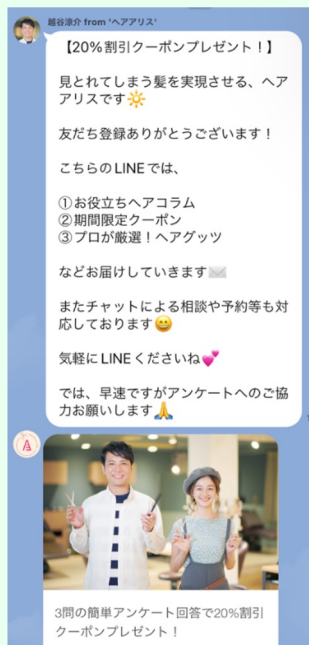 越谷涼介 from 'ヘアアリス'
【20%割引クーポンプレゼント！】
見とれてしまう髪を実現させる、ヘア
アリスです☀️
友だち登録ありがとうございます！
こちらのLINEでは、
①お役立ちヘアコラム
②期間限定クーポン
③プロが厳選！ヘアグッツ
などお届けしていきます✉️
またチャットによる相談や予約等も対
応しております😀
気軽にLINEくださいね💕
では、早速ですがアンケートへのご協
力お願いします🙏
A
3問の簡単アンケート回答で20%割引
クーポンプレゼント！